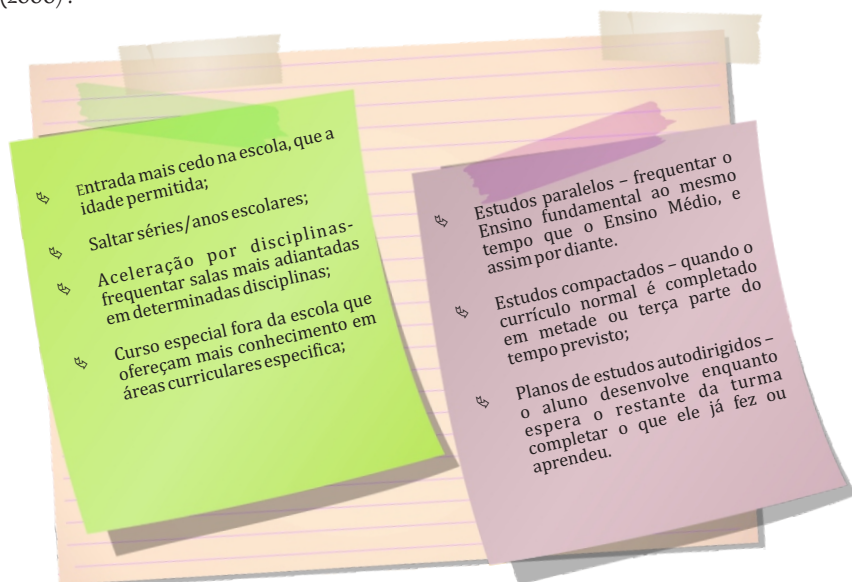 (2000):
Entrada mais cedo na escola, que a
idade permitida;
Saltar séries/anos escolares;
Aceleração por disciplinas-
frequentar salas mais adiantadas
em determinadas disciplinas;
Curso especial fora da escola que
ofereçam mais conhecimento em
áreas curriculares especifica;
Estudos paralelos – frequentar o
Ensino fundamental ao mesmo
tempo que o Ensino Médio, e
assim por diante.
Estudos compactados – quando o
currículo normal é completado
em metade ou terça parte do
tempo previsto;
Planos de estudos autodirigidos –
o aluno desenvolve enquanto
espera o restante da turma
completar o que ele já fez ou
aprendeu.